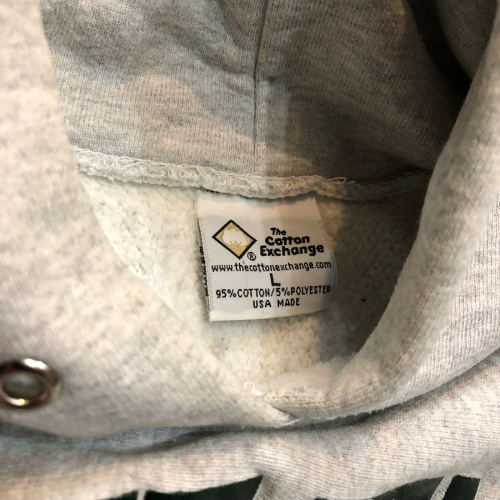 The
Cotton
Exchange
®
www.thecottonexchange.com
L
95%COTTON/5%POLYESTER
USA MADE